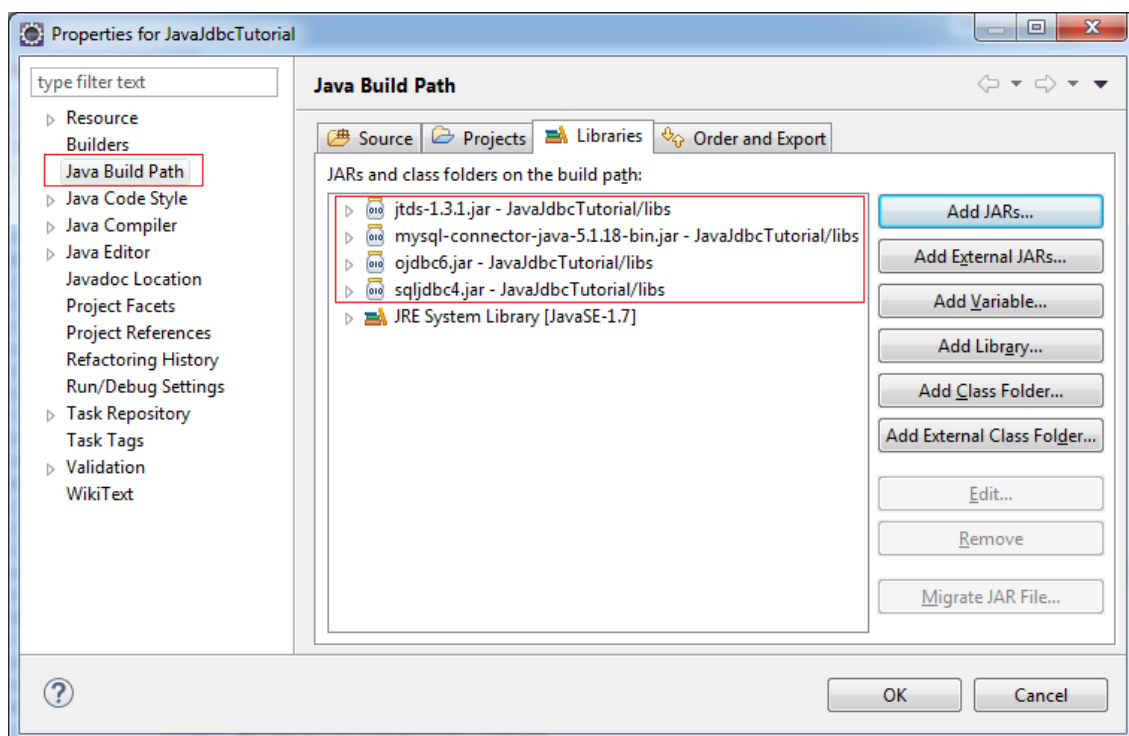 Properties for JavaJdbcTutorial
type filter text
Resource
Builders
Java Build Path
Java Code Style
Java Compiler
Java Editor
Javadoc Location
Project Facets
Project References
Refactoring History
Run/Debug Settings
Task Repository
Task Tags
Validation
WikiText
Java Build Path
Source Projects Libraries Order and Export
JARs and class folders on the build path:
jtds-1.3.1.jar - JavaJdbcTutorial/libs
mysql-connector-java-5.1.18-bin.jar - JavaJdbcTutorial/libs
ojdbc6.jar - JavaJdbcTutorial/libs
sqljdbc4.jar - JavaJdbcTutorial/libs
JRE System Library [JavaSE-1.7]
Add JARs...
Add External JARs...
Add Variable...
Add Library...
Add Class Folder...
Add External Class Folder...
Edit...
Remove
Migrate JAR File...
OK Cancel